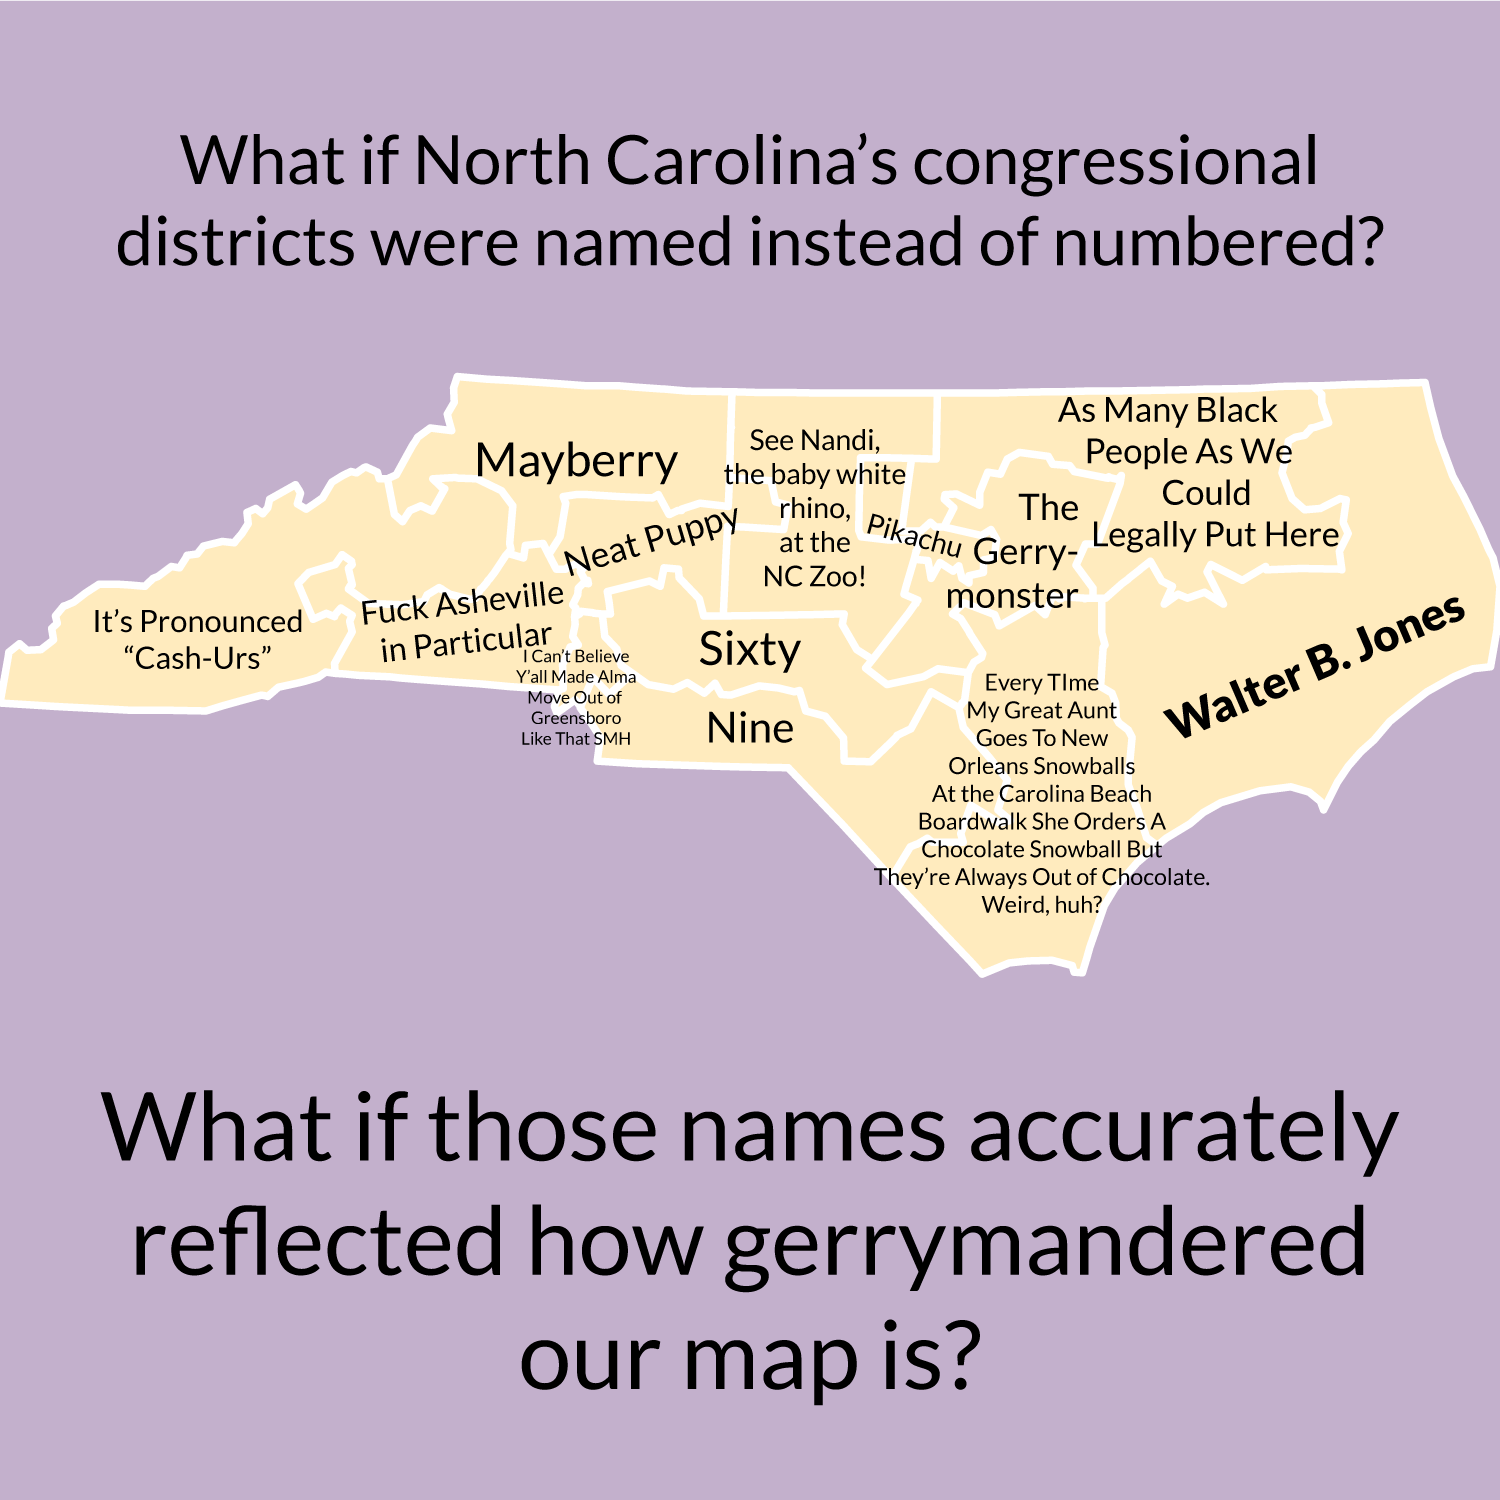 What if North Carolina’s congressional
districts were named instead of numbered?
Mayberry
See Nandi,
the baby white
rhino,
at the
NC Zoo!
As Many Black
People As We
Could
Legally Put Here
Neat Puppy
Pikachu
The
Gerry-
monster
It’s Pronounced
“Cash-Urs”
Fuck Asheville
in Particular
I Can’t Believe
Y’all Made Alma
Move Out of
Greensboro
Like That SMH
Sixty
Nine
Every TIme
My Great Aunt
Goes To New
Orleans Snowballs
At the Carolina Beach
Boardwalk She Orders A
Chocolate Snowball But
They’re Always Out of Chocolate.
Weird, huh?
Walter B. Jones
What if those names accurately
reflected how gerrymandered
our map is?